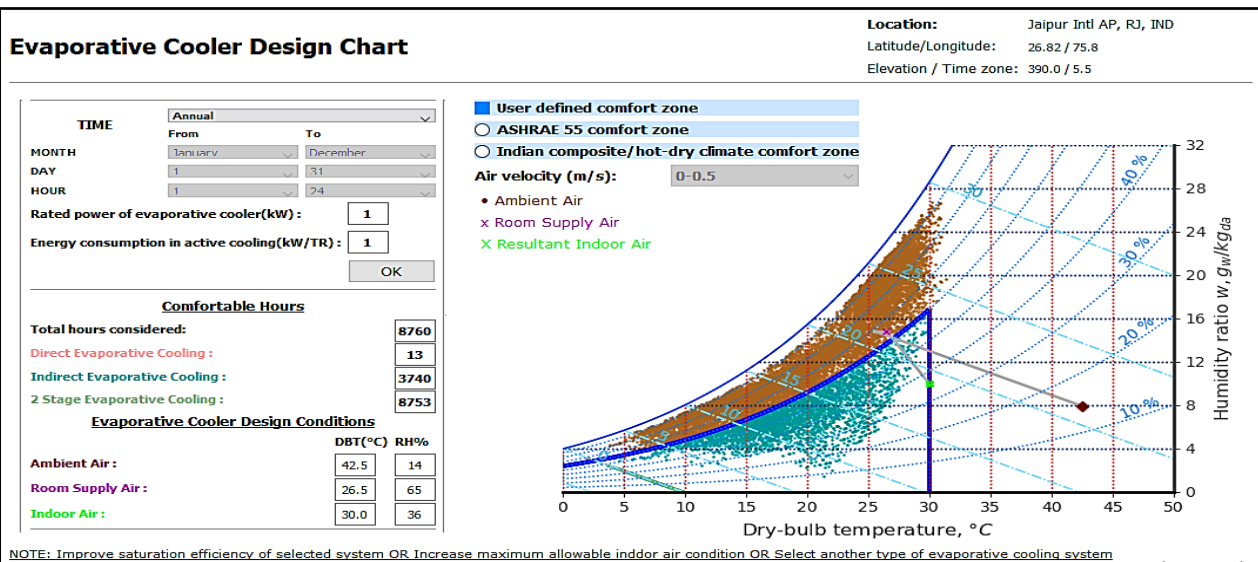 Evaporative Cooler Design Chart
Location: Jaipur Intl AP, RJ, IND
Latitude/Longitude: 26.82 / 75.8
Elevation / Time zone: 390.0 / 5.5
TIME
Annual
From To
MONTH January December
DAY 1 31
HOUR 1 24
Rated power of evaporative cooler(kW) : 1
Energy consumption in active cooling(kW/TR) : 1
OK
Comfortable Hours
Total hours considered: 8760
Direct Evaporative Cooling : 13
Indirect Evaporative Cooling : 3740
2 Stage Evaporative Cooling : 8753
Evaporative Cooler Design Conditions
DBT(°C) RH%
Ambient Air : 42.5 14
Room Supply Air : 26.5 65
Indoor Air : 30.0 36
User defined comfort zone
ASHRAE 55 comfort zone
Indian composite/hot-dry climate comfort zone
Air velocity (m/s): 0-0.5
• Ambient Air
x Room Supply Air
X Resultant Indoor Air
40 %
30 %
20 %
10 %
30
25
20
15
10
32
28
24
20
16
12
8
4
0
Humidity ratio w, gw/kgda
0 5 10 15 20 25 30 35 40 45 50
Dry-bulb temperature, °C
NOTE: Improve saturation efficiency of selected system OR Increase maximum allowable inddor air condition OR Select another type of evaporative cooling system